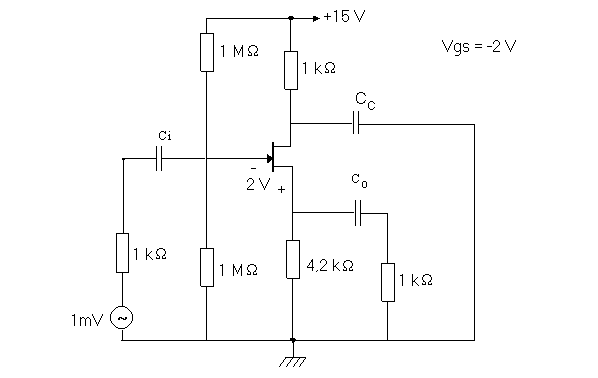 +15 V
1 MΩ
1 kΩ
Vgs = -2 V
Cc
Ci
-
2 V +
Co
1 kΩ
1 MΩ
4,2 kΩ
1 kΩ
1mV ~